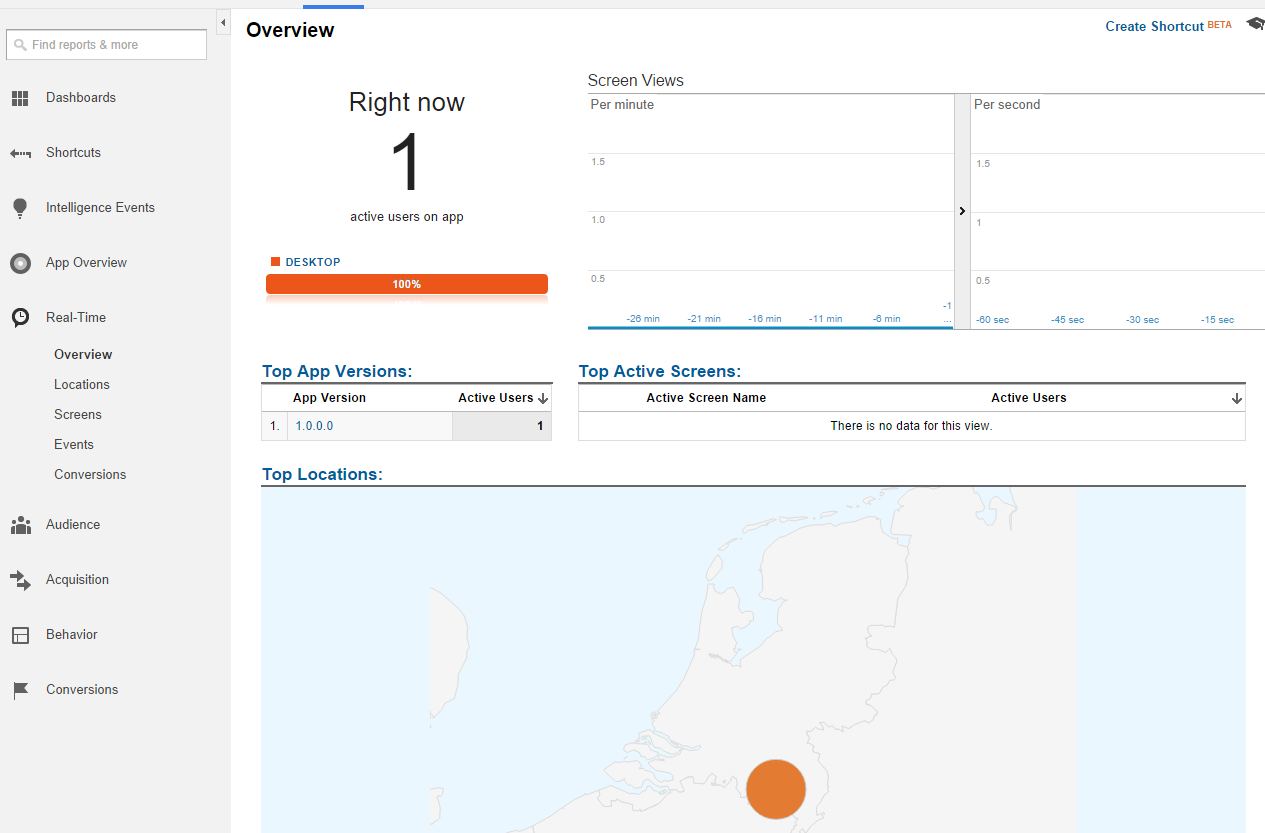 Find reports & more
Dashboards
Shortcuts
Intelligence Events
App Overview
Real-Time
Overview
Locations
Screens
Events
Conversions
Audience
Acquisition
Behavior
Conversions
Overview
Create Shortcut BETA
Right now
1
active users on app
DESKTOP
100%
Screen Views
Per minute
1.5
1.0
0.5
-26 min -21 min -16 min -11 min -6 min -1
...
Per second
1.5
1
0.5
-60 sec -45 sec -30 sec -15 sec
Top App Versions:
App Version Active Users
1. 1.0.0.0 1
Top Active Screens:
Active Screen Name Active Users
There is no data for this view.
Top Locations: